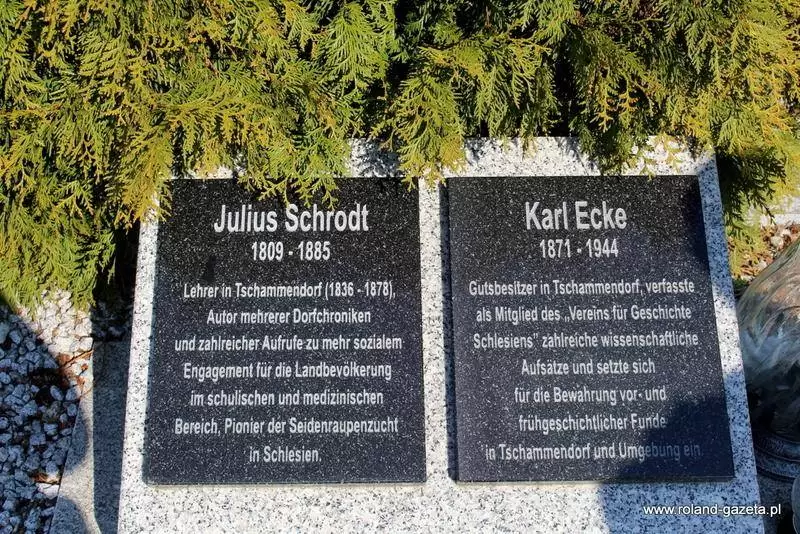 Julius Schrodt
1809 - 1885
Lehrer in Tschammendorf (1836 - 1878),
Autor mehrerer Dorfchroniken
und zahlreicher Aufrufe zu mehr sozialem
Engagement für die Landbevölkerung
im schulischen und medizinischen
Bereich, Pionier der Seidenraupenzucht
in Schlesien.
Karl Ecke
1871 - 1944
Gutsbesitzer in Tschammendorf, verfasste
als Mitglied des „Vereins für Geschichte
Schlesiens" zahlreiche wissenschaftliche
Aufsätze und setzte sich
für die Bewahrung vor- und
frühgeschichtlicher Funde
in Tschammendorf und Umgebung ein.
www.roland-gazeta.pl